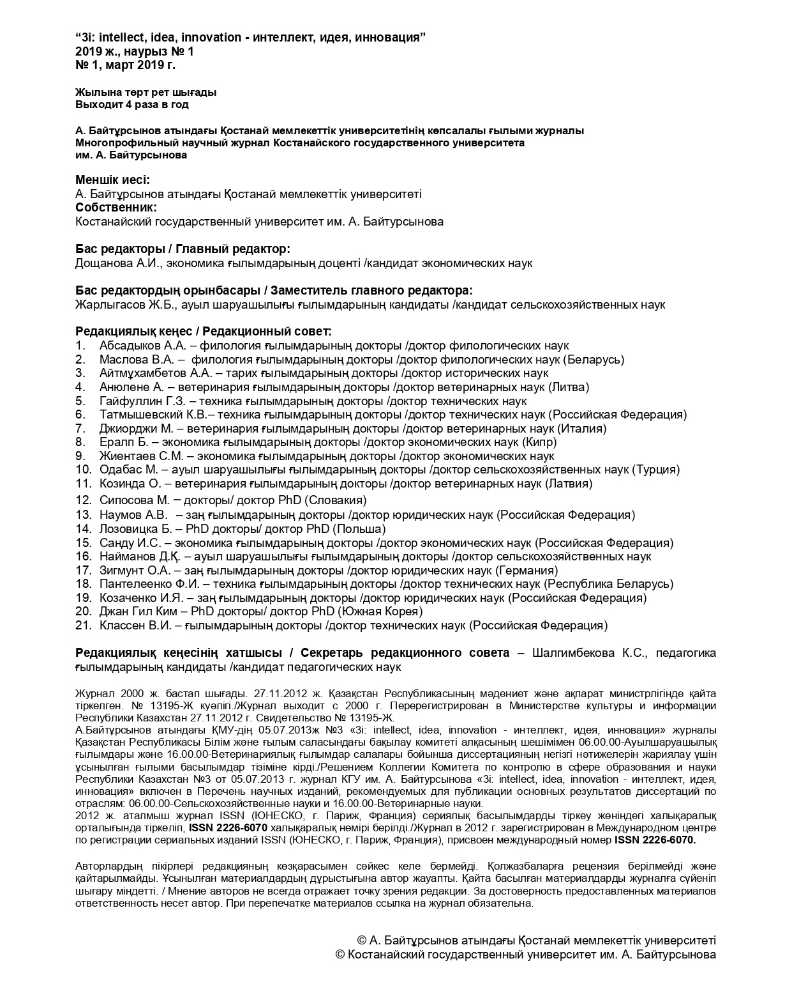 “3i: intellect, idea, innovation - интеллект, идея, инновация”
2019 ж., наурыз № 1
№ 1, март 2019 г.
Жылына төрт рет шығады
Выходит 4 раза в год
А. Байтұрсынов атындағы Қостанай мемлекеттік университетінің көпсалалы ғылыми журналы
Многопрофильный научный журнал Костанайского государственного университета
им. А. Байтурсынова
Меншік иесі:
А. Байтұрсынов атындағы Қостанай мемлекеттік университеті
Собственник:
Костанайский государственный университет им. А. Байтурсынова
Бас редакторы / Главный редактор:
Дощанова А.И., экономика ғылымдарының доценті /кандидат экономических наук
Бас редактордың орынбасары / Заместитель главного редактора:
Жарлыгасов Ж.Б., ауыл шаруашылығы ғылымдарының кандидаты /кандидат сельскохозяйственных наук
Редакциялық кеңес / Редакционный совет:
1. Абсадыков А.А. – филология ғылымдарының докторы /доктор филологических наук
2. Маслова В.А. – филология ғылымдарының докторы /доктор филологических наук (Беларусь)
3. Айтмұхамбетов А.А. – тарих ғылымдарының докторы /доктор исторических наук
4. Анюлене А. – ветеринария ғылымдарының докторы /доктор ветеринарных наук (Литва)
5. Гайфуллин Г.З. – техника ғылымдарының докторы /доктор технических наук
6. Татмышевский К.В.– техника ғылымдарының докторы /доктор технических наук (Российская Федерация)
7. Джиорджи М. – ветеринария ғылымдарының докторы /доктор ветеринарных наук (Италия)
8. Ералп Б. – экономика ғылымдарының докторы /доктор экономических наук (Кипр)
9. Жиентаев С.М. – экономика ғылымдарының докторы /доктор экономических наук
10. Одабас М. – ауыл шаруашылығы ғылымдарының докторы /доктор сельскохозяйственных наук (Турция)
11. Козинда О. – ветеринария ғылымдарының докторы /доктор ветеринарных наук (Латвия)
12. Сипосова М. – докторы/ доктор PhD (Словакия)
13. Наумов А.В. – заң ғылымдарының докторы /доктор юридических наук (Российская Федерация)
14. Лозовицка Б. – PhD докторы/ доктор PhD (Польша)
15. Санду И.С. – экономика ғылымдарының докторы /доктор экономических наук (Российская Федерация)
16. Найманов Д.Қ. – ауыл шаруашылығы ғылымдарының докторы /доктор сельскохозяйственных наук
17. Зигмунт О.А. – заң ғылымдарының докторы /доктор юридических наук (Германия)
18. Пантелеенко Ф.И. – техника ғылымдарының докторы /доктор технических наук (Республика Беларусь)
19. Козаченко И.Я. – заң ғылымдарының докторы /доктор юридических наук (Российская Федерация)
20. Джан Гил Ким – PhD докторы/ доктор PhD (Южная Корея)
21. Классен В.И. – ғылымдарының докторы /доктор технических наук (Российская Федерация)
Редакциялық кеңесінің хатшысы / Секретарь редакционного совета – Шалгимбекова К.С., педагогика
ғылымдарының кандидаты /кандидат педагогических наук
Журнал 2000 ж. бастап шығады. 27.11.2012 ж. Қазақстан Республикасының мәдениет және ақпарат министрлігінде қайта
тіркелген. № 13195-Ж куәлігі./Журнал выходит с 2000 г. Перерегистрирован в Министерстве культуры и информации
Республики Казахстан 27.11.2012 г. Свидетельство № 13195-Ж.
А.Байтұрсынов атындағы ҚМУ-дің 05.07.2013ж №3 «3i: intellect, idea, innovation - интеллект, идея, инновация» журналы
Қазақстан Республикасы Білім және ғылым саласындағы бақылау комитеті алқасының шешімімен 06.00.00-Ауылшаруашылық
ғылымдары және 16.00.00-Ветеринариялық ғылымдар салалары бойынша диссертацияның негізгі нәтижелерін жариялау үшін
ұсынылған ғылыми басылымдар тізіміне кірді./Решением Коллегии Комитета по контролю в сфере образования и науки
Республики Казахстан №3 от 05.07.2013 г. журнал КГУ им. А. Байтурсынова «3i: intellect, idea, innovation - интеллект, идея,
инновация» включен в Перечень научных изданий, рекомендуемых для публикации основных результатов диссертаций по
отраслям: 06.00.00-Сельскохозяйственные науки и 16.00.00-Ветеринарные науки.
2012 ж. аталмыш журнал ISSN (ЮНЕСКО, г. Париж, Франция) сериялық басылымдарды тіркеу жөніндегі халықаралық
орталығында тіркеліп, ISSN 2226-6070 халықаралық нөмірі берілді./Журнал в 2012 г. зарегистрирован в Международном центре
по регистрации сериальных изданий ISSN (ЮНЕСКО, г. Париж, Франция), присвоен международный номер ISSN 2226-6070.
Авторлардың пікірлері редакцияның көзқарасымен сәйкес келе бермейді. Қолжазбаларға рецензия берілмейді және
қайтарылмайды. Ұсынылған материалдардың дұрыстығына автор жауапты. Қайта басылған материалдарды журналға сүйеніп
шығару міндетті. / Мнение авторов не всегда отражает точку зрения редакции. За достоверность предоставленных материалов
ответственность несет автор. При перепечатке материалов ссылка на журнал обязательна.
© А. Байтұрсынов атындағы Қостанай мемлекеттік университеті
© Костанайский государственный университет им. А. Байтурсынова